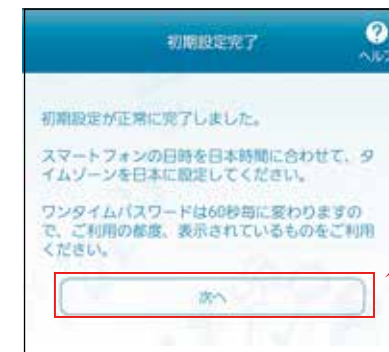 初期設定完了
?
ヘルプ
初期設定が正常に完了しました。
スマートフォンの日時を日本時間に合わせて、タ
イムゾーンを日本に設定してください。
ワンタイムパスワードは60秒毎に変わりますの
で、ご利用の都度、表示されているものをご利用
ください。
次へ